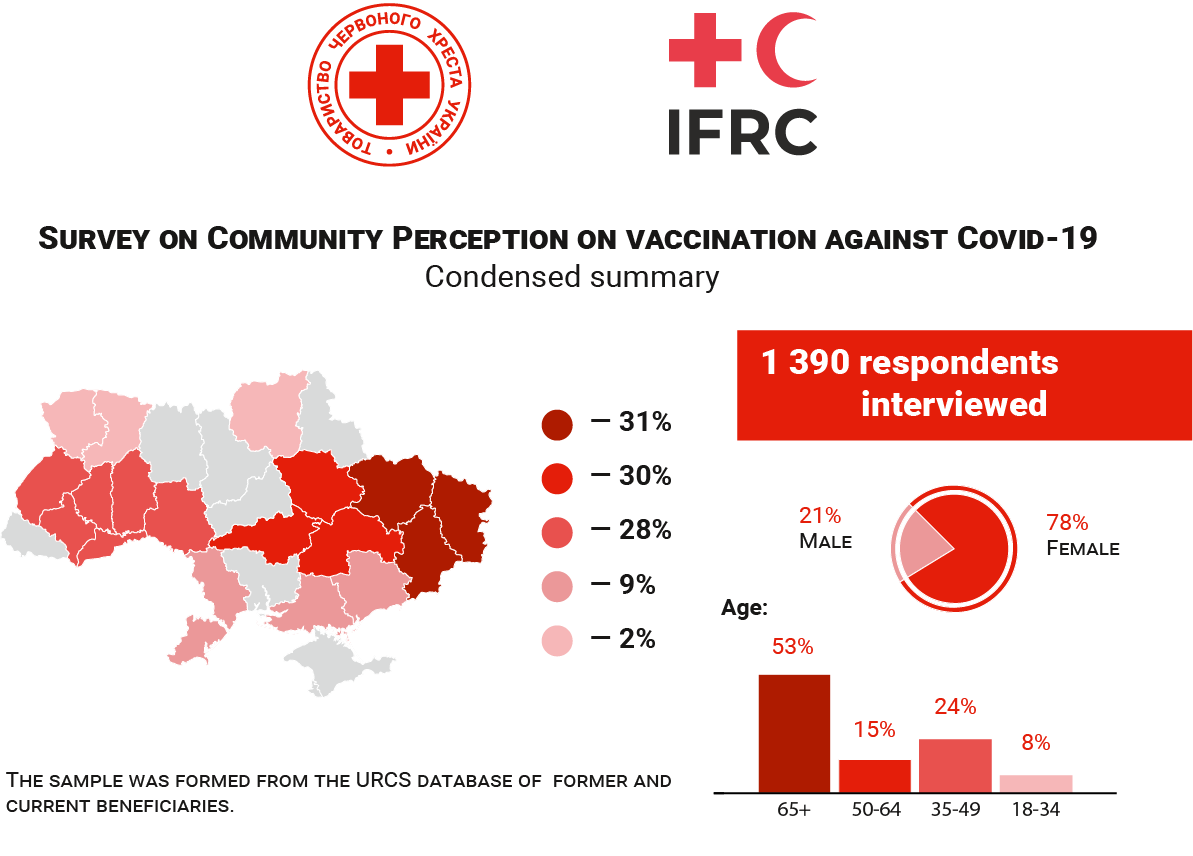 ТОВАРИСТВО ЧЕРВОНОГО ХРЕСТА УКРАЇНИ •
IFRC
SURVEY ON COMMUNITY PERCEPTION ON VACCINATION AGAINST COVID-19
Condensed summary
1 390 respondents
interviewed
– 31%
– 30%
– 28%
– 9%
– 2%
21%
MALE
78%
FEMALE
Age:
53%
15%
24%
8%
65+
50-64
35-49
18-34
THE SAMPLE WAS FORMED FROM THE URCS DATABASE OF FORMER AND
CURRENT BENEFICIARIES.